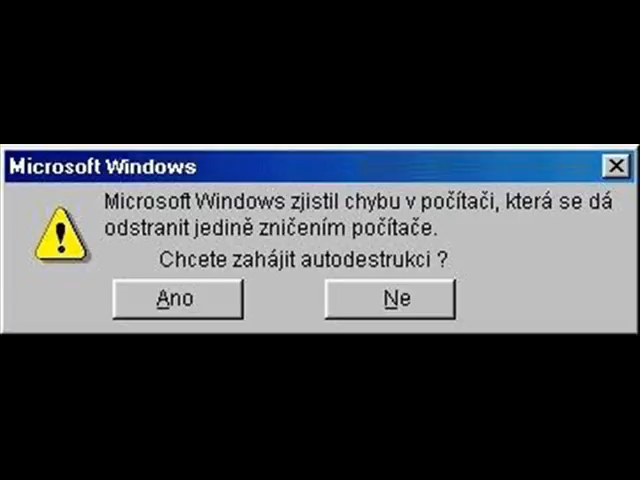 Microsoft Windows
Microsoft Windows zjistil chybu v počítači, která se dá
odstranit jedině zničením počítače.
Chcete zahájit autodestrukci ?
Ano
Ne